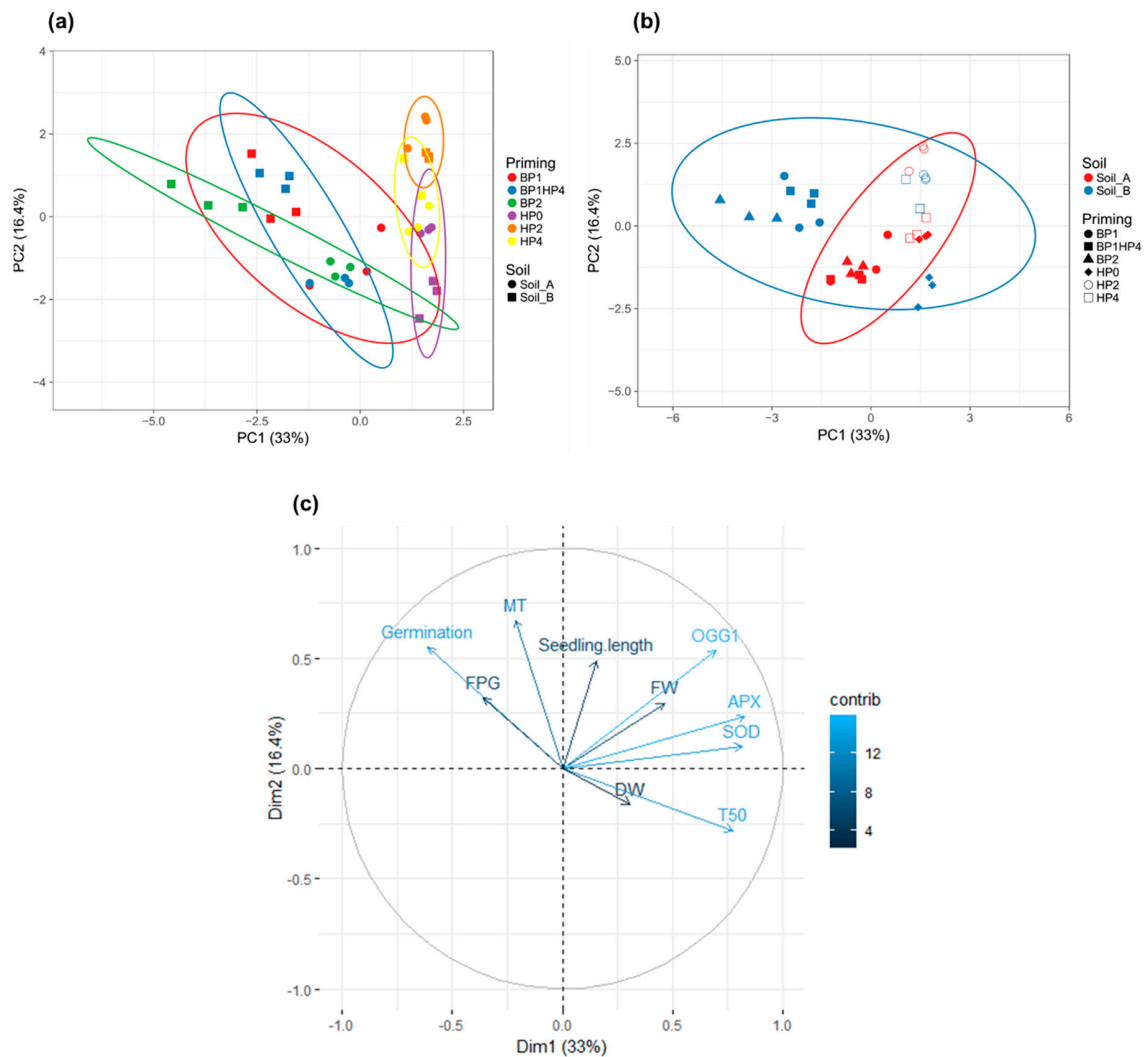 (a)
4
2
0
−2
−4
PC2 (16.4%)
−5.0
−2.5
0.0
2.5
PC1 (33%)
Priming
BP1
BP1HP4
BP2
HP0
HP2
HP4
Soil
Soil_A
Soil_B
(b)
5.0
2.5
0.0
−2.5
−5.0
PC2 (16.4%)
−6
−3
0
3
6
PC1 (33%)
Soil
Soil_A
Soil_B
Priming
BP1
BP1HP4
BP2
HP0
HP2
HP4
(c)
1.0
0.5
0.0
-0.5
-1.0
Dim2 (16.4%)
MT
Germination
Seedling.length
OGG1
FPG
FW
APX
SOD
DW
T50
-1.0
-0.5
0.0
0.5
1.0
Dim1 (33%)
contrib
12
8
4